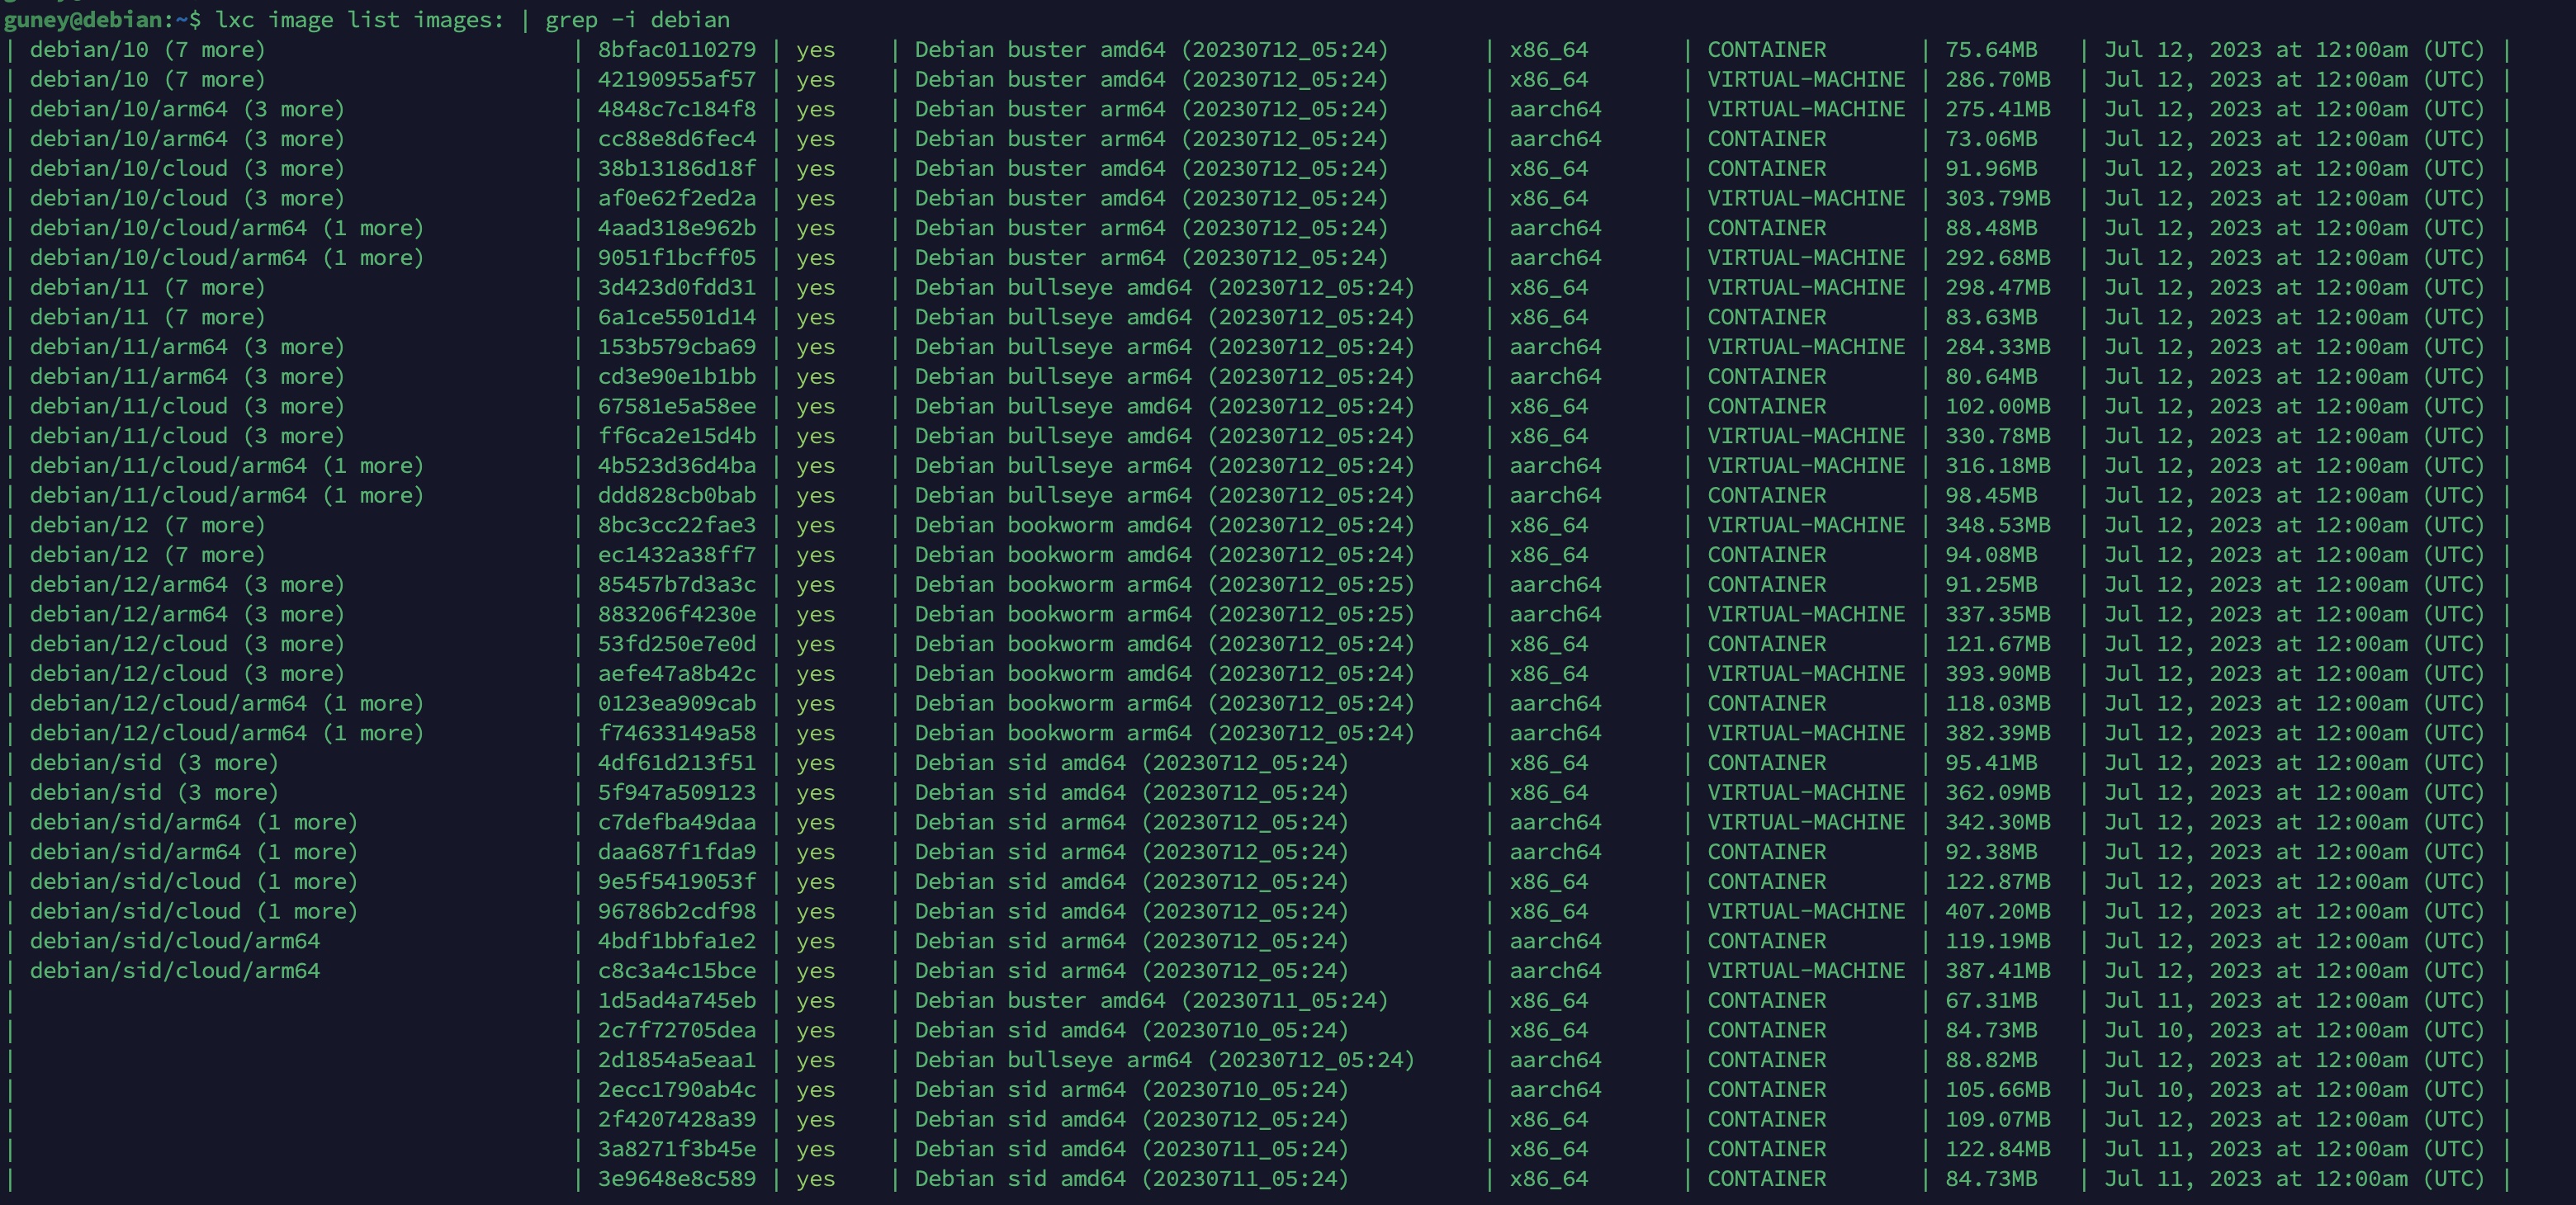 guney@debian:~$ lxc image list images: | grep -i debian
| debian/10 (7 more) | 8bfac0110279 | yes | Debian buster amd64 (20230712_05:24) | x86_64 | CONTAINER | 75.64MB | Jul 12, 2023 at 12:00am (UTC) |
| debian/10 (7 more) | 42190955af57 | yes | Debian buster amd64 (20230712_05:24) | x86_64 | VIRTUAL-MACHINE | 286.70MB | Jul 12, 2023 at 12:00am (UTC) |
| debian/10/arm64 (3 more) | 4848c7c184f8 | yes | Debian buster arm64 (20230712_05:24) | aarch64 | VIRTUAL-MACHINE | 275.41MB | Jul 12, 2023 at 12:00am (UTC) |
| debian/10/arm64 (3 more) | cc88e8d6fec4 | yes | Debian buster arm64 (20230712_05:24) | aarch64 | CONTAINER | 73.06MB | Jul 12, 2023 at 12:00am (UTC) |
| debian/10/cloud (3 more) | 38b13186d18f | yes | Debian buster amd64 (20230712_05:24) | x86_64 | CONTAINER | 91.96MB | Jul 12, 2023 at 12:00am (UTC) |
| debian/10/cloud (3 more) | af0e62f2ed2a | yes | Debian buster amd64 (20230712_05:24) | x86_64 | VIRTUAL-MACHINE | 303.79MB | Jul 12, 2023 at 12:00am (UTC) |
| debian/10/cloud/arm64 (1 more) | 4aad318e962b | yes | Debian buster arm64 (20230712_05:24) | aarch64 | CONTAINER | 88.48MB | Jul 12, 2023 at 12:00am (UTC) |
| debian/10/cloud/arm64 (1 more) | 9051f1bcff05 | yes | Debian buster arm64 (20230712_05:24) | aarch64 | VIRTUAL-MACHINE | 292.68MB | Jul 12, 2023 at 12:00am (UTC) |
| debian/11 (7 more) | 3d423d0fdd31 | yes | Debian bullseye amd64 (20230712_05:24) | x86_64 | VIRTUAL-MACHINE | 298.47MB | Jul 12, 2023 at 12:00am (UTC) |
| debian/11 (7 more) | 6a1ce5501d14 | yes | Debian bullseye amd64 (20230712_05:24) | x86_64 | CONTAINER | 83.63MB | Jul 12, 2023 at 12:00am (UTC) |
| debian/11/arm64 (3 more) | 153b579cba69 | yes | Debian bullseye arm64 (20230712_05:24) | aarch64 | VIRTUAL-MACHINE | 284.33MB | Jul 12, 2023 at 12:00am (UTC) |
| debian/11/arm64 (3 more) | cd3e90e1b1bb | yes | Debian bullseye arm64 (20230712_05:24) | aarch64 | CONTAINER | 80.64MB | Jul 12, 2023 at 12:00am (UTC) |
| debian/11/cloud (3 more) | 67581e5a58ee | yes | Debian bullseye amd64 (20230712_05:24) | x86_64 | CONTAINER | 102.00MB | Jul 12, 2023 at 12:00am (UTC) |
| debian/11/cloud (3 more) | ff6ca2e15d4b | yes | Debian bullseye amd64 (20230712_05:24) | x86_64 | VIRTUAL-MACHINE | 330.78MB | Jul 12, 2023 at 12:00am (UTC) |
| debian/11/cloud/arm64 (1 more) | 4b523d36d4ba | yes | Debian bullseye arm64 (20230712_05:24) | aarch64 | VIRTUAL-MACHINE | 316.18MB | Jul 12, 2023 at 12:00am (UTC) |
| debian/11/cloud/arm64 (1 more) | ddd828cb0bab | yes | Debian bullseye arm64 (20230712_05:24) | aarch64 | CONTAINER | 98.45MB | Jul 12, 2023 at 12:00am (UTC) |
| debian/12 (7 more) | 8bc3cc22fae3 | yes | Debian bookworm amd64 (20230712_05:24) | x86_64 | VIRTUAL-MACHINE | 348.53MB | Jul 12, 2023 at 12:00am (UTC) |
| debian/12 (7 more) | ec1432a38ff7 | yes | Debian bookworm amd64 (20230712_05:24) | x86_64 | CONTAINER | 94.08MB | Jul 12, 2023 at 12:00am (UTC) |
| debian/12/arm64 (3 more) | 85457b7d3a3c | yes | Debian bookworm arm64 (20230712_05:25) | aarch64 | CONTAINER | 91.25MB | Jul 12, 2023 at 12:00am (UTC) |
| debian/12/arm64 (3 more) | 883206f4230e | yes | Debian bookworm arm64 (20230712_05:25) | aarch64 | VIRTUAL-MACHINE | 337.35MB | Jul 12, 2023 at 12:00am (UTC) |
| debian/12/cloud (3 more) | 53fd250e7e0d | yes | Debian bookworm amd64 (20230712_05:24) | x86_64 | CONTAINER | 121.67MB | Jul 12, 2023 at 12:00am (UTC) |
| debian/12/cloud (3 more) | aefe47a8b42c | yes | Debian bookworm amd64 (20230712_05:24) | x86_64 | VIRTUAL-MACHINE | 393.90MB | Jul 12, 2023 at 12:00am (UTC) |
| debian/12/cloud/arm64 (1 more) | 0123ea909cab | yes | Debian bookworm arm64 (20230712_05:24) | aarch64 | CONTAINER | 118.03MB | Jul 12, 2023 at 12:00am (UTC) |
| debian/12/cloud/arm64 (1 more) | f74633149a58 | yes | Debian bookworm arm64 (20230712_05:24) | aarch64 | VIRTUAL-MACHINE | 382.39MB | Jul 12, 2023 at 12:00am (UTC) |
| debian/sid (3 more) | 4df61d213f51 | yes | Debian sid amd64 (20230712_05:24) | x86_64 | CONTAINER | 95.41MB | Jul 12, 2023 at 12:00am (UTC) |
| debian/sid (3 more) | 5f947a509123 | yes | Debian sid amd64 (20230712_05:24) | x86_64 | VIRTUAL-MACHINE | 362.09MB | Jul 12, 2023 at 12:00am (UTC) |
| debian/sid/arm64 (1 more) | c7defba49daa | yes | Debian sid arm64 (20230712_05:24) | aarch64 | VIRTUAL-MACHINE | 342.30MB | Jul 12, 2023 at 12:00am (UTC) |
| debian/sid/arm64 (1 more) | daa687f1fda9 | yes | Debian sid arm64 (20230712_05:24) | aarch64 | CONTAINER | 92.38MB | Jul 12, 2023 at 12:00am (UTC) |
| debian/sid/cloud (1 more) | 9e5f5419053f | yes | Debian sid amd64 (20230712_05:24) | x86_64 | CONTAINER | 122.87MB | Jul 12, 2023 at 12:00am (UTC) |
| debian/sid/cloud (1 more) | 96786b2cdf98 | yes | Debian sid amd64 (20230712_05:24) | x86_64 | VIRTUAL-MACHINE | 407.20MB | Jul 12, 2023 at 12:00am (UTC) |
| debian/sid/cloud/arm64 | 4bdf1bbfa1e2 | yes | Debian sid arm64 (20230712_05:24) | aarch64 | CONTAINER | 119.19MB | Jul 12, 2023 at 12:00am (UTC) |
| debian/sid/cloud/arm64 | c8c3a4c15bce | yes | Debian sid arm64 (20230712_05:24) | aarch64 | VIRTUAL-MACHINE | 387.41MB | Jul 12, 2023 at 12:00am (UTC) |
| | 1d5ad4a745eb | yes | Debian buster amd64 (20230711_05:24) | x86_64 | CONTAINER | 67.31MB | Jul 11, 2023 at 12:00am (UTC) |
| | 2c7f72705dea | yes | Debian sid amd64 (20230710_05:24) | x86_64 | CONTAINER | 84.73MB | Jul 10, 2023 at 12:00am (UTC) |
| | 2d1854a5eaa1 | yes | Debian bullseye arm64 (20230712_05:24) | aarch64 | CONTAINER | 88.82MB | Jul 12, 2023 at 12:00am (UTC) |
| | 2ecc1790ab4c | yes | Debian sid arm64 (20230710_05:24) | aarch64 | CONTAINER | 105.66MB | Jul 10, 2023 at 12:00am (UTC) |
| | 2f4207428a39 | yes | Debian sid amd64 (20230712_05:24) | x86_64 | CONTAINER | 109.07MB | Jul 12, 2023 at 12:00am (UTC) |
| | 3a8271f3b45e | yes | Debian sid amd64 (20230711_05:24) | x86_64 | CONTAINER | 122.84MB | Jul 11, 2023 at 12:00am (UTC) |
| | 3e9648e8c589 | yes | Debian sid amd64 (20230711_05:24) | x86_64 | CONTAINER | 84.73MB | Jul 11, 2023 at 12:00am (UTC) |